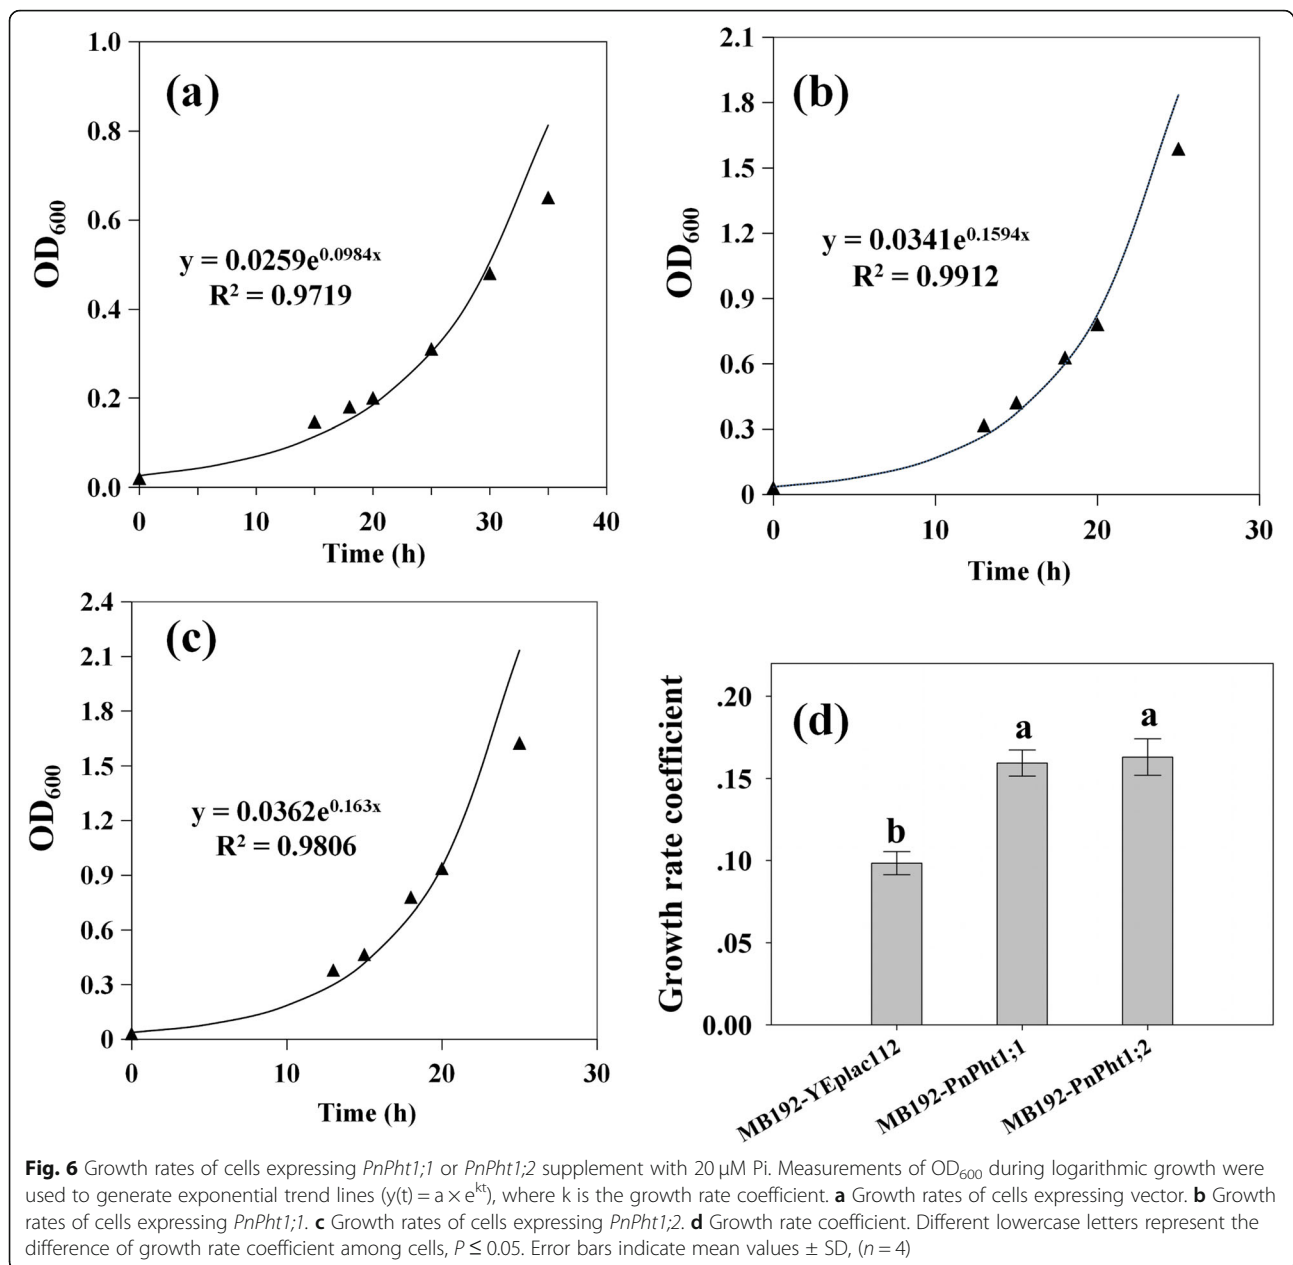 (a)
1.0
0.8
0.6
0.4
0.2
0.0
OD600
y = 0.0259e^0.0984x
R² = 0.9719
0 10 20 30 40
Time (h)
(b)
2.1
1.8
1.5
1.2
0.9
0.6
0.3
0
OD600
y = 0.0341e^0.1594x
R² = 0.9912
0 10 20 30
Time (h)
(c)
2.4
2.1
1.8
1.5
1.2
0.9
0.6
0.3
0
OD600
y = 0.0362e^0.163x
R² = 0.9806
0 10 20 30
Time (h)
(d)
.20
.15
.10
.05
0.00
Growth rate coefficient
b
a
a
MB192-YEplac112
MB192-PnPht1;1
MB192-PnPht1;2
Fig. 6 Growth rates of cells expressing PnPht1;1 or PnPht1;2 supplement with 20 μM Pi. Measurements of OD600 during logarithmic growth were
used to generate exponential trend lines (y(t) = a × e^kt), where k is the growth rate coefficient. a Growth rates of cells expressing vector. b Growth
rates of cells expressing PnPht1;1. c Growth rates of cells expressing PnPht1;2. d Growth rate coefficient. Different lowercase letters represent the
difference of growth rate coefficient among cells, P ≤ 0.05. Error bars indicate mean values ± SD, (n = 4)